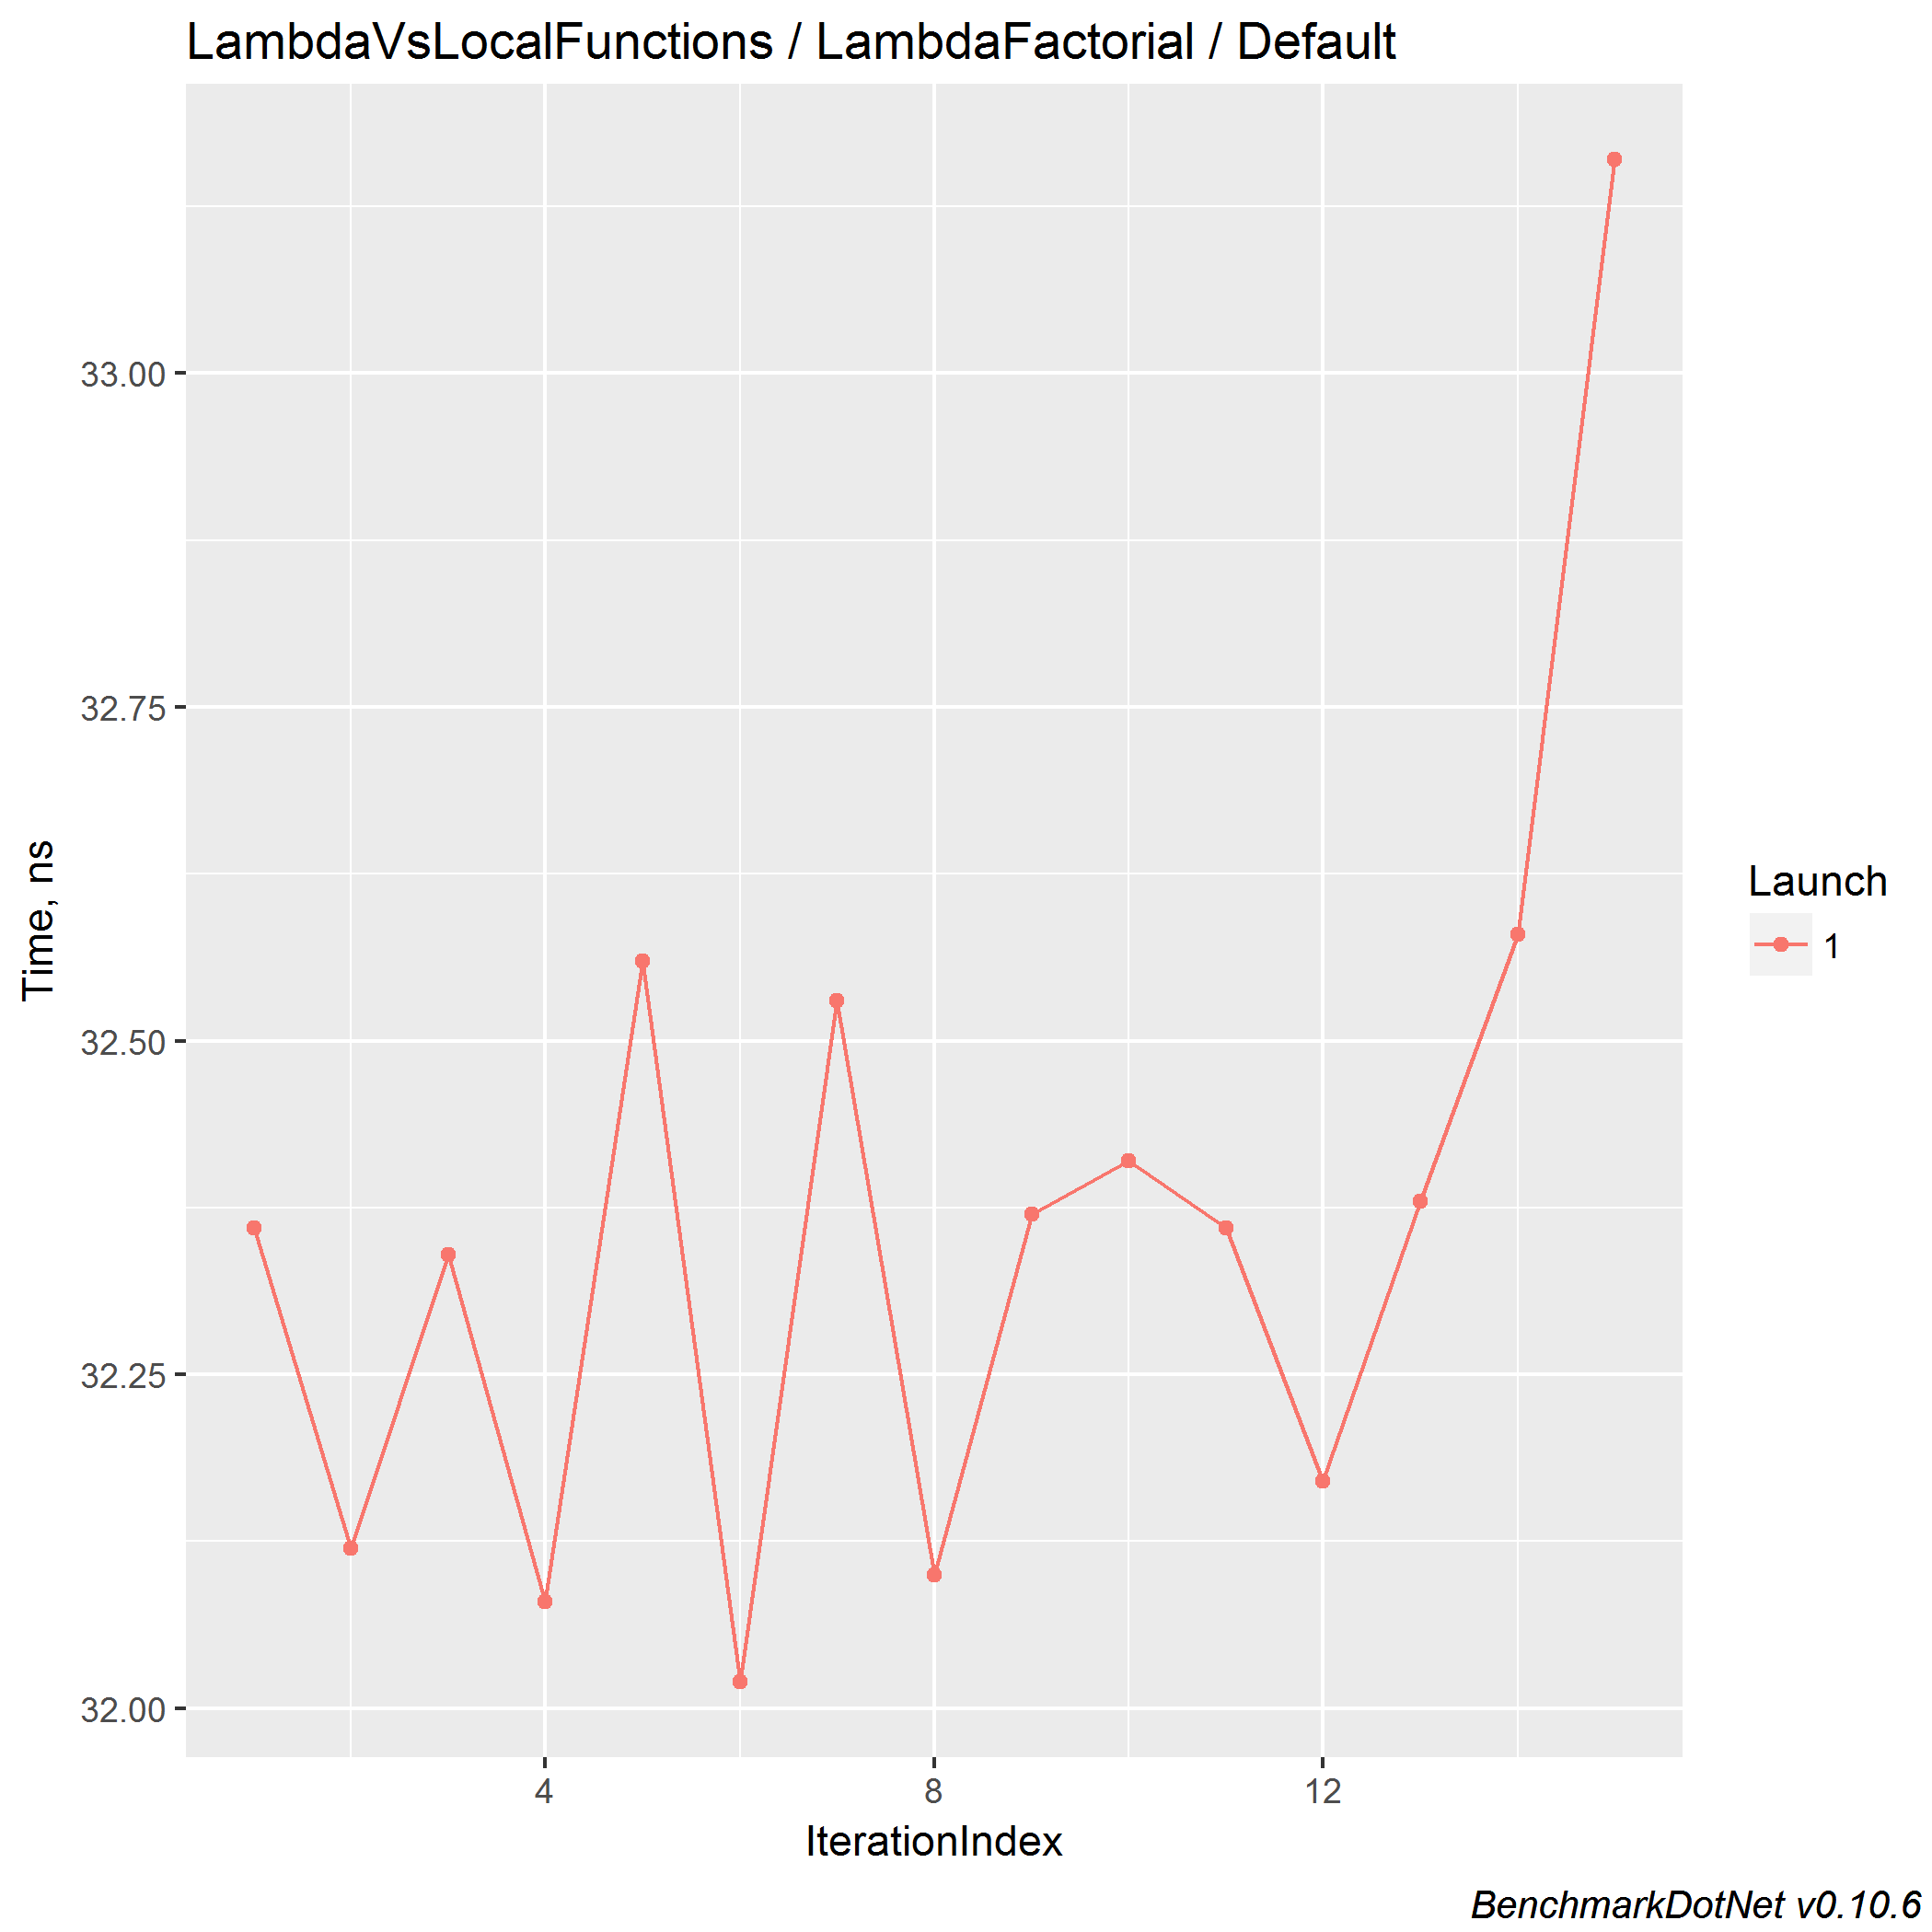 LambdaVsLocalFunctions / LambdaFactorial / Default
33.00
32.75
32.50
32.25
32.00
Time, ns
4 8 12
IterationIndex
Launch
1
BenchmarkDotNet v0.10.6